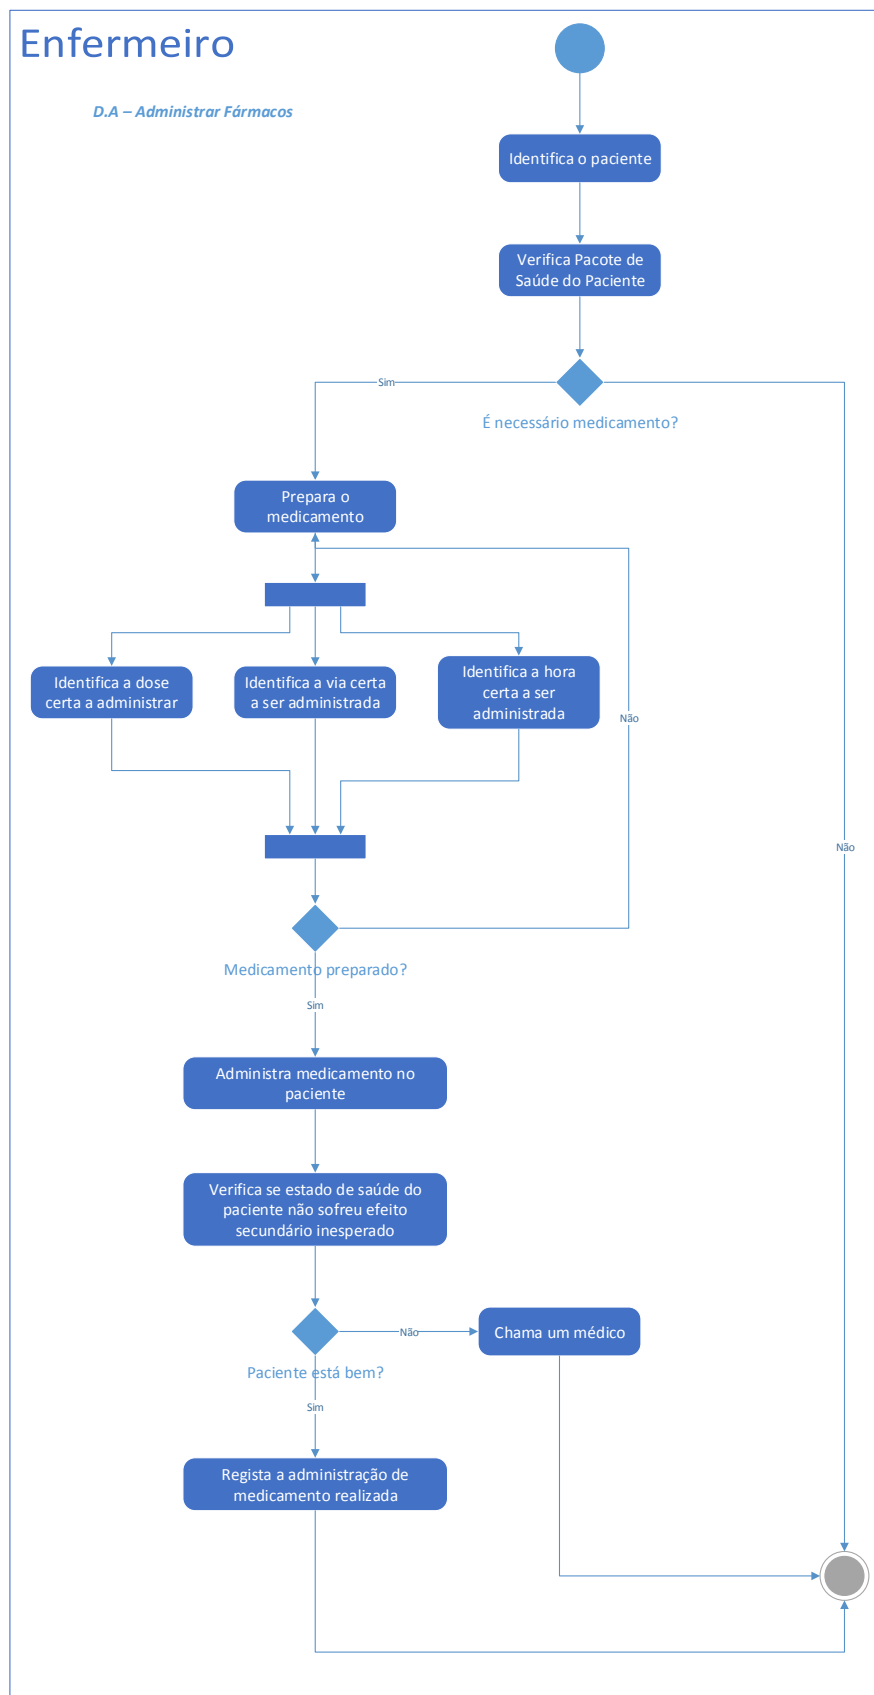 Enfermeiro
D.A – Administrar Fármacos
Identifica o paciente
Verifica Pacote de
Saúde do Paciente
Sim
É necessário medicamento?
Prepara o
medicamento
Identifica a dose
certa a administrar
Identifica a via certa
a ser administrada
Identifica a hora
certa a ser
administrada
Não
Não
Medicamento preparado?
Sim
Administra medicamento no
paciente
Verifica se estado de saúde do
paciente não sofreu efeito
secundário inesperado
Não
Chama um médico
Paciente está bem?
Sim
Regista a administração de
medicamento realizada